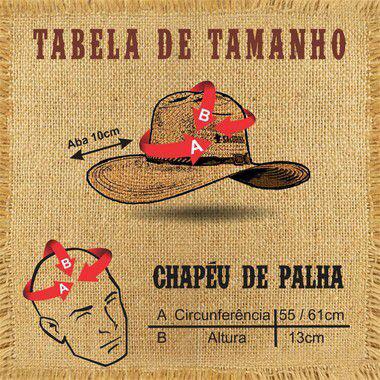 TABELA DE TAMANHO
Aba 10cm
B
A
B
A
CHAPÉU DE PALHA
A Circunferência 55 / 61cm
B Altura 13cm